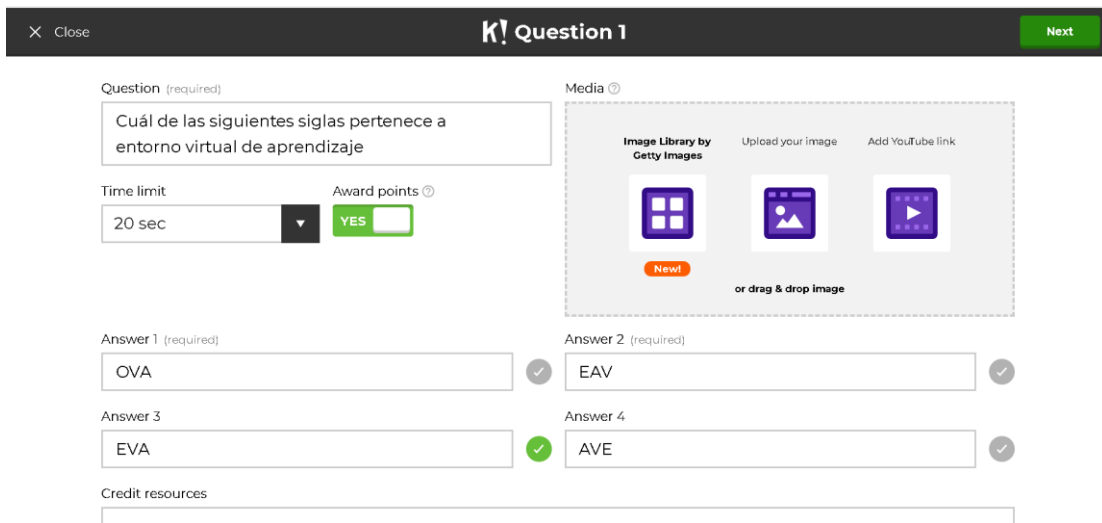 Close
K! Question 1
Next
Question (required)
Cuál de las siguientes siglas pertenece a
entorno virtual de aprendizaje
Time limit
20 sec
Award points ?
YES
Media ?
Image Library by
Getty Images
New!
Upload your image
Add YouTube link
or drag & drop image
Answer 1 (required)
OVA
Answer 2 (required)
EAV
Answer 3
EVA
Answer 4
AVE
Credit resources